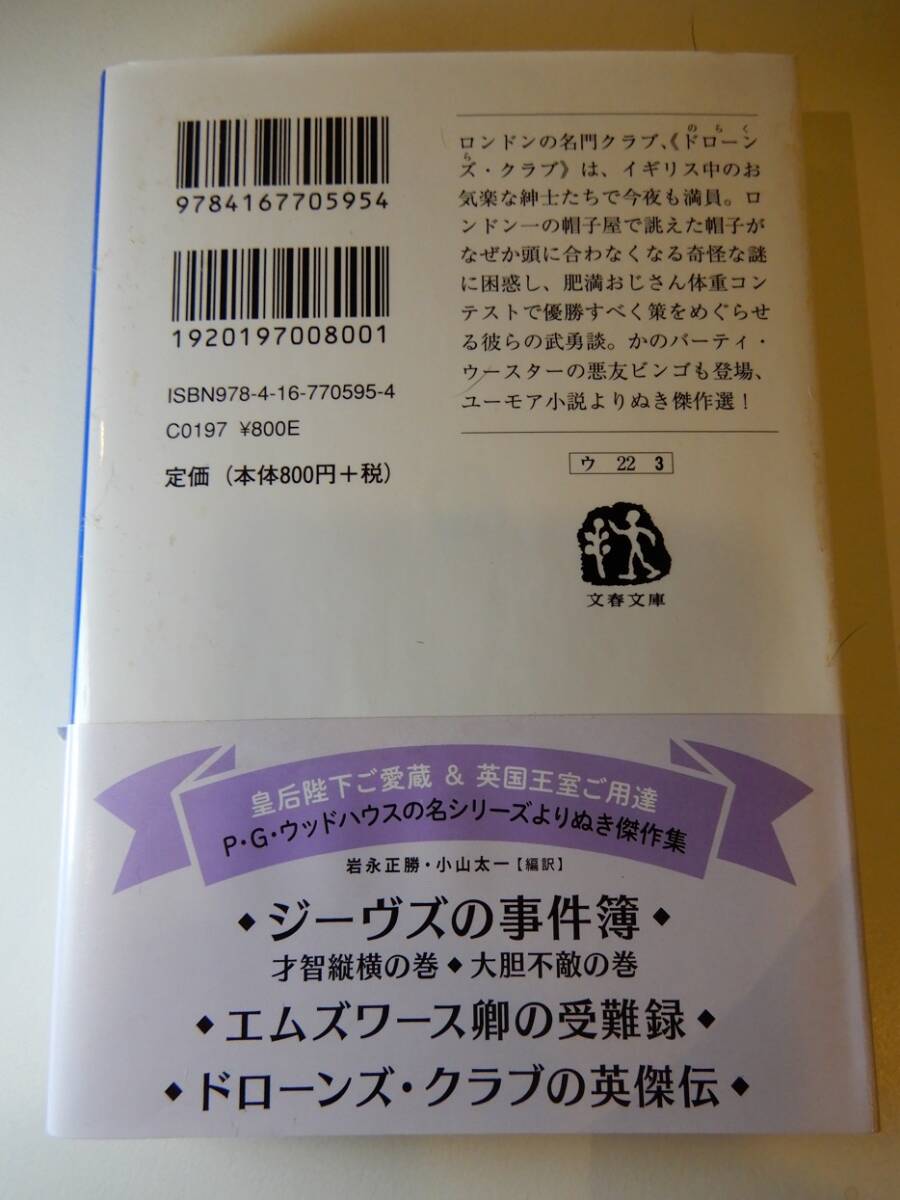 9784167705954
1920197008001
ISBN978-4-16-770595-4
C0197 ¥800E
定価（本体800円＋税）
ロンドンの名門クラブ、《ドローン
ズ・クラブ》は、イギリス中のお
気楽な紳士たちで今夜も満員。ロ
ンドン一の帽子屋で誂えた帽子が
なぜか頭に合わなくなる奇怪な謎
に困惑し、肥満おじさん体重コン
テストで優勝すべく策をめぐらせ
る彼らの武勇談。かのバーティ・
ウースターの悪友ビンゴも登場、
ユーモア小説よりぬき傑作選！
のらくら
ウ 22 3
文春文庫
皇后陛下ご愛蔵 & 英国王室ご用達
P・G・ウッドハウスの名シリーズよりぬき傑作集
岩永正勝・小山太一【編訳】
◆ジーヴズの事件簿◆
才智縦横の巻◆大胆不敵の巻
◆エムズワース卿の受難録◆
◆ドローンズ・クラブの英傑伝◆